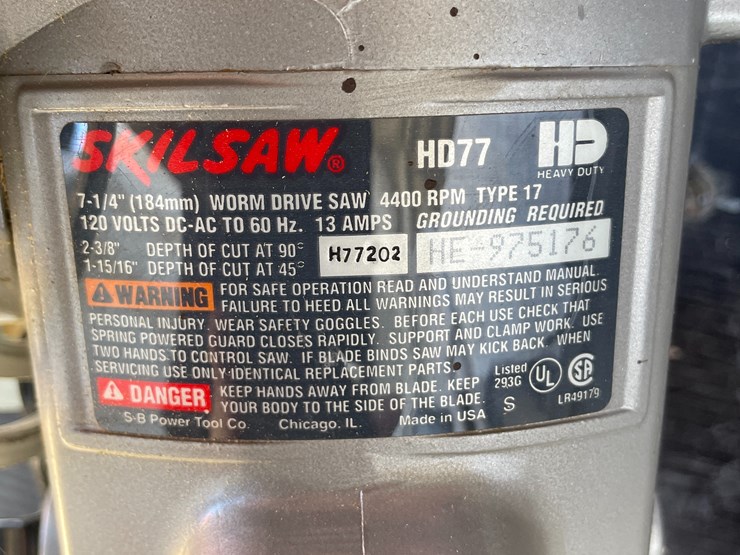 SKILSAW® HD77 HD
HEAVY DUTY
7-1/4" (184mm) WORM DRIVE SAW 4400 RPM TYPE 17
120 VOLTS DC-AC TO 60 Hz. 13 AMPS GROUNDING REQUIRED
2-3/8" DEPTH OF CUT AT 90° H77202 HE-975176
1-15/16" DEPTH OF CUT AT 45°
WARNING FOR SAFE OPERATION READ AND UNDERSTAND MANUAL.
FAILURE TO HEED ALL WARNINGS MAY RESULT IN SERIOUS
PERSONAL INJURY. WEAR SAFETY GOGGLES. BEFORE EACH USE CHECK THAT
SPRING POWERED GUARD CLOSES RAPIDLY. SUPPORT AND CLAMP WORK. USE
TWO HANDS TO CONTROL SAW. IF BLADE BINDS SAW MAY KICK BACK. WHEN
SERVICING USE ONLY IDENTICAL REPLACEMENT PARTS.
DANGER KEEP HANDS AWAY FROM BLADE. KEEP
YOUR BODY TO THE SIDE OF THE BLADE.
Listed UL SA
293G
S LR49179
S-B Power Tool Co. Chicago. IL. Made in USA